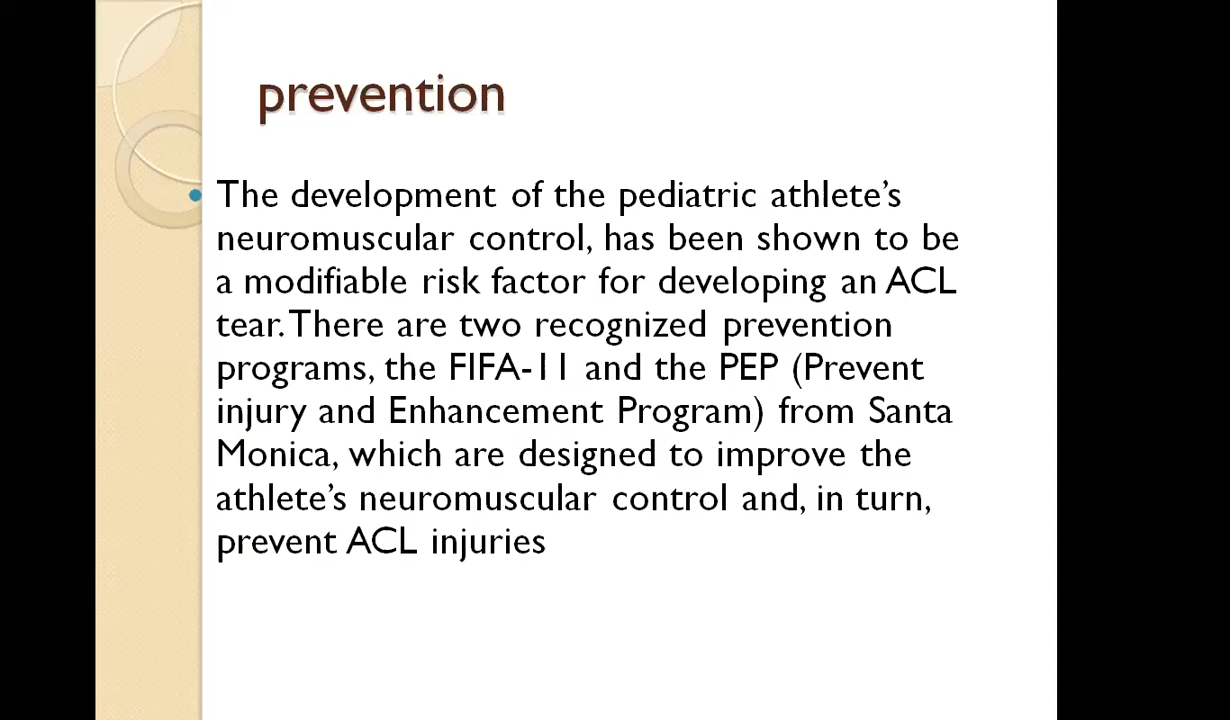 prevention
The development of the pediatric athlete’s
neuromuscular control, has been shown to be
a modifiable risk factor for developing an ACL
tear. There are two recognized prevention
programs, the FIFA-11 and the PEP (Prevent
injury and Enhancement Program) from Santa
Monica, which are designed to improve the
athlete’s neuromuscular control and, in turn,
prevent ACL injuries